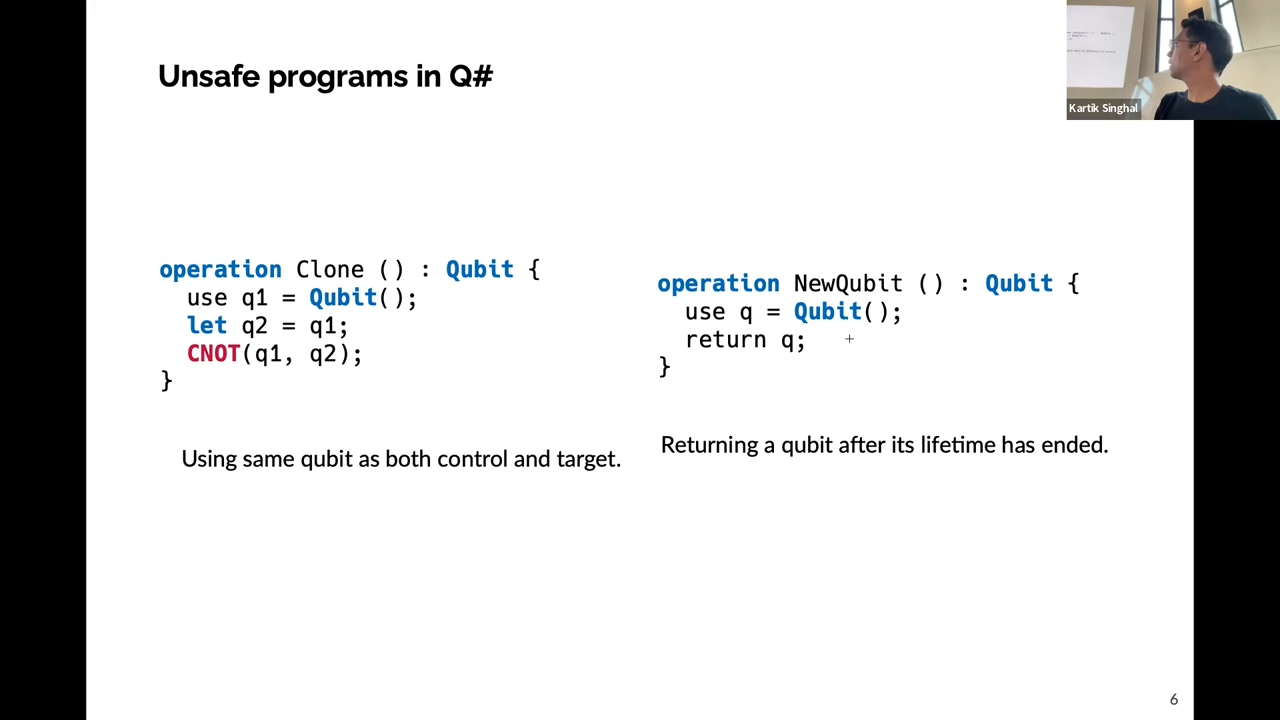 Unsafe programs in Q#
Kartik Singhal
operation Clone () : Qubit {
use q1 = Qubit();
let q2 = q1;
CNOT(q1, q2);
}
Using same qubit as both control and target.
operation NewQubit () : Qubit {
use q = Qubit();
return q;
}
Returning a qubit after its lifetime has ended.
6